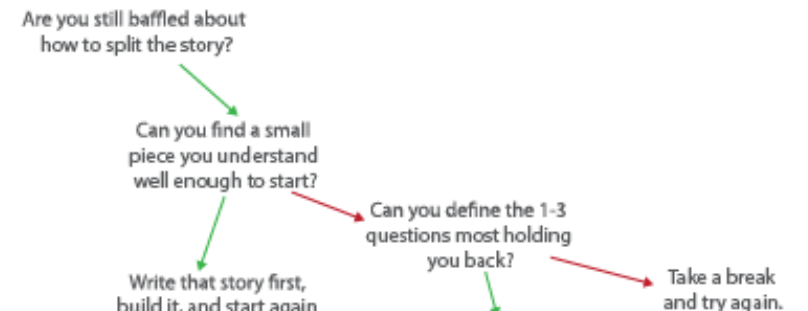 Are you still baffled about
how to split the story?
Can you find a small
piece you understand
well enough to start?
Can you define the 1-3
questions most holding
you back?
Take a break
and try again.
Write that story first,
build it, and start again